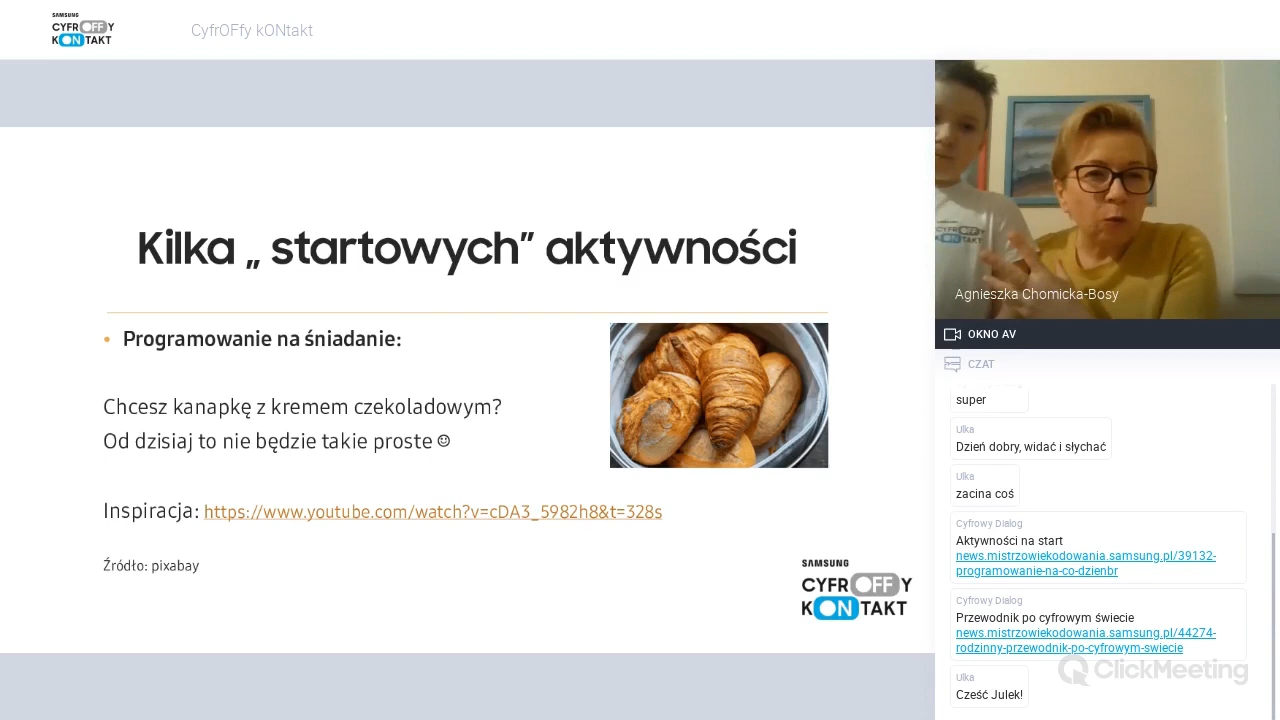 SAMSUNG
CYFROFFY
KONTAKT
CyfrOFfy kONtakt
Kilka „ startowych” aktywności
• Programowanie na śniadanie:
Chcesz kanapkę z kremem czekoladowym?
Od dzisiaj to nie będzie takie proste ☺
Inspiracja: https://www.youtube.com/watch?v=cDA3_5982h8&t=328s
Źródło: pixabay
SAMSUNG
CYFROFFY
KONTAKT
CYFROFFY
KONTAKT
Agnieszka Chomicka-Bosy
OKNO AV
CZAT
super
Ulka
Dzień dobry, widać i słychać
Ulka
zacina coś
Cyfrowy Dialog
Aktywności na start
news.mistrzowiekodowania.samsung.pl/39132-
programowanie-na-co-dzienbr
Cyfrowy Dialog
Przewodnik po cyfrowym świecie
news.mistrzowiekodowania.samsung.pl/44274-
rodzinny-przewodnik-po-cyfrowym-swiecie
ClickMeeting
Ulka
Cześć Julek!